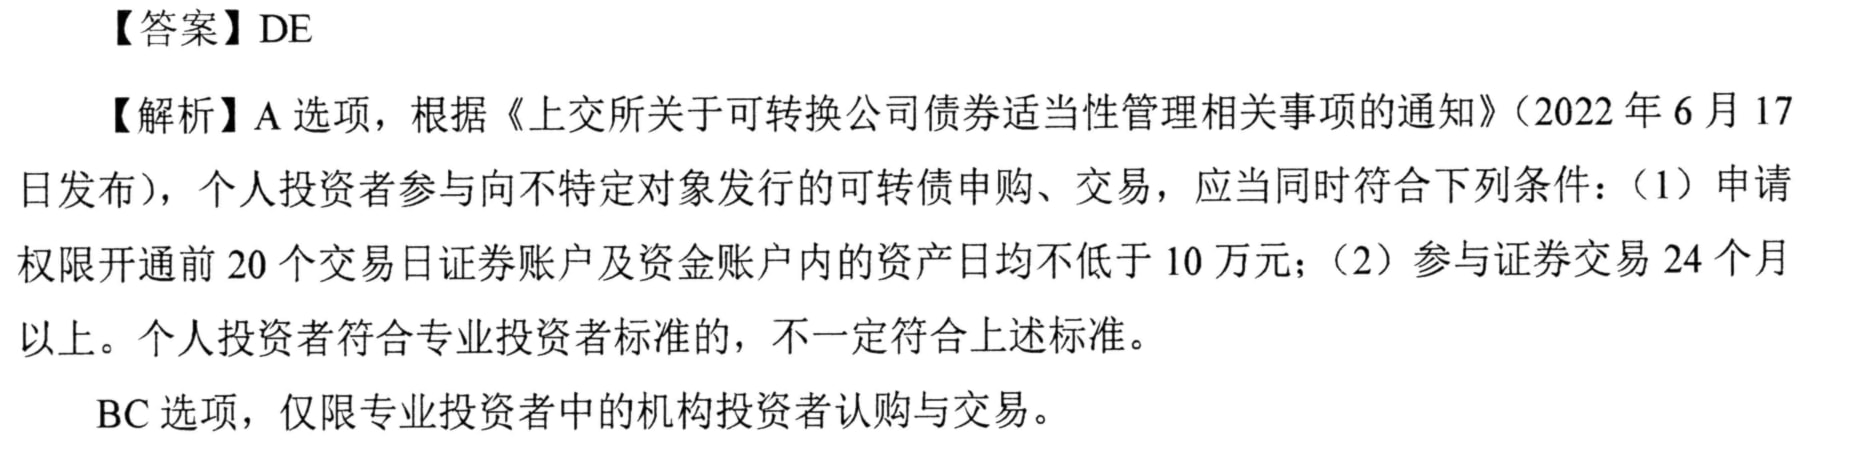 【答案】DE
【解析】A 选项，根据《上交所关于可转换公司债券适当性管理相关事项的通知》（2022 年 6 月 17
日发布），个人投资者参与向不特定对象发行的可转债申购、交易，应当同时符合下列条件：（1）申请
权限开通前 20 个交易日证券账户及资金账户内的资产日均不低于 10 万元；（2）参与证券交易 24 个月
以上。个人投资者符合专业投资者标准的，不一定符合上述标准。
BC 选项，仅限专业投资者中的机构投资者认购与交易。